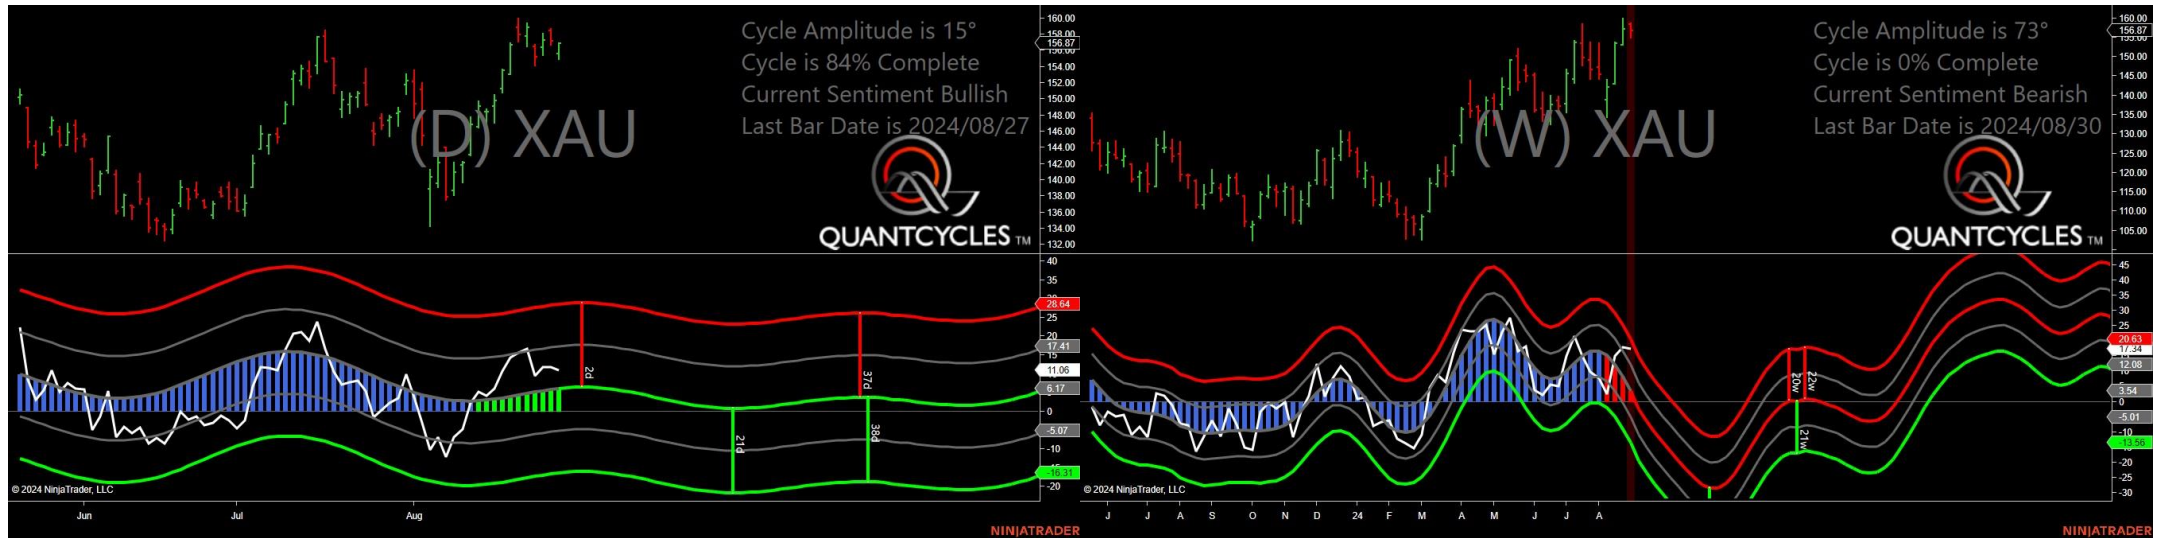 Cycle Amplitude is 15°
Cycle is 84% Complete
Current Sentiment Bullish
Last Bar Date is 2024/08/27
(D) XAU
QUANTCYCLES TM
160.00
158.00
156.87
154.00
152.00
150.00
148.00
146.00
144.00
142.00
140.00
138.00
136.00
134.00
132.00
40
35
28.64
25
20
17.41
15
11.06
6.17
0
-5.07
-10
-16.31
-20
2d
21d
37d
38d
© 2024 NinjaTrader, LLC
Jun Jul Aug
NINJATRADER
Cycle Amplitude is 73°
Cycle is 0% Complete
Current Sentiment Bearish
Last Bar Date is 2024/08/30
(W) XAU
QUANTCYCLES TM
160.00
156.87
150.00
145.00
140.00
135.00
130.00
125.00
120.00
115.00
110.00
105.00
45
40
35
30
25
20.63
17.34
12.08
3.54
0
-5.01
-10
-13.56
-20
-25
-30
20w
22w
21w
© 2024 NinjaTrader, LLC
J J A S O N D 24 F M A M J J A
NINJATRADER